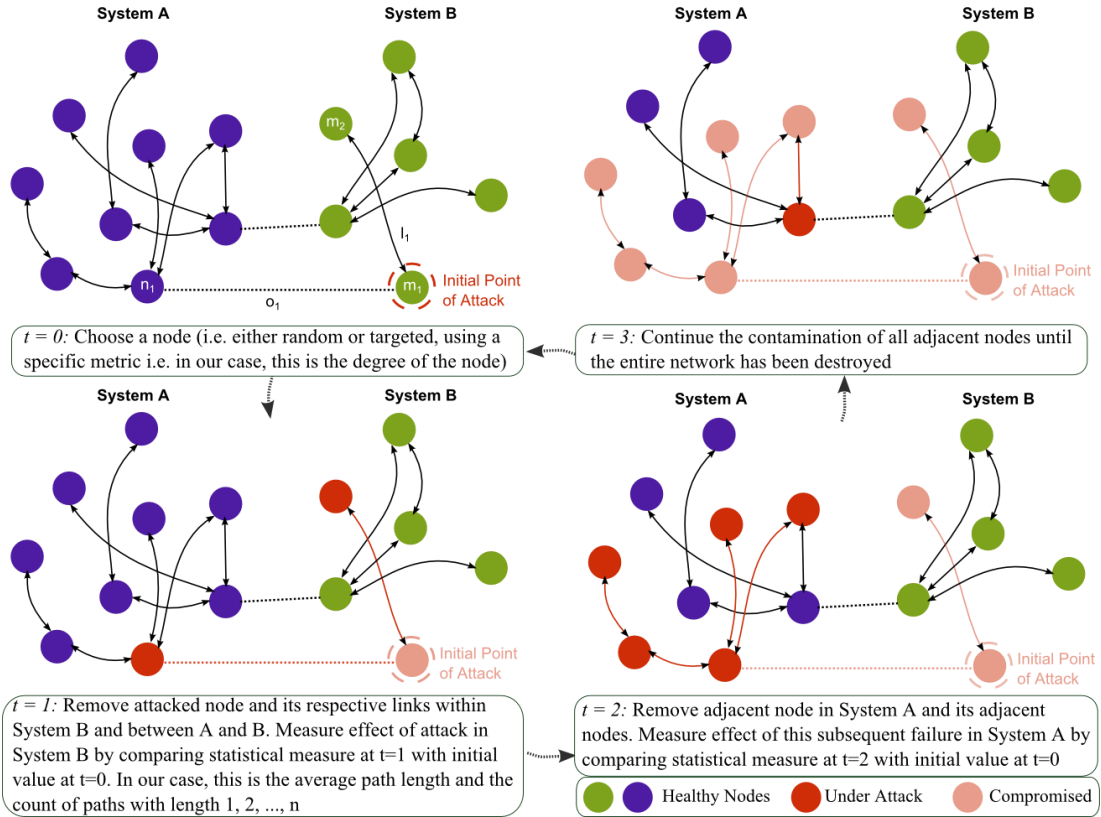 System A
System B
m2
l1
n1
o1
m1
Initial Point
of Attack
t = 0: Choose a node (i.e. either random or targeted, using a
specific metric i.e. in our case, this is the degree of the node)
System A
System B
Initial Point
of Attack
t = 3: Continue the contamination of all adjacent nodes until
the entire network has been destroyed
System A
System B
Initial Point
of Attack
t = 1: Remove attacked node and its respective links within
System B and between A and B. Measure effect of attack in
System B by comparing statistical measure at t=1 with initial
value at t=0. In our case, this is the average path length and the
count of paths with length 1, 2, ..., n
System A
System B
Initial Point
of Attack
t = 2: Remove adjacent node in System A and its adjacent
nodes. Measure effect of this subsequent failure in System A by
comparing statistical measure at t=2 with initial value at t=0
Healthy Nodes
Under Attack
Compromised